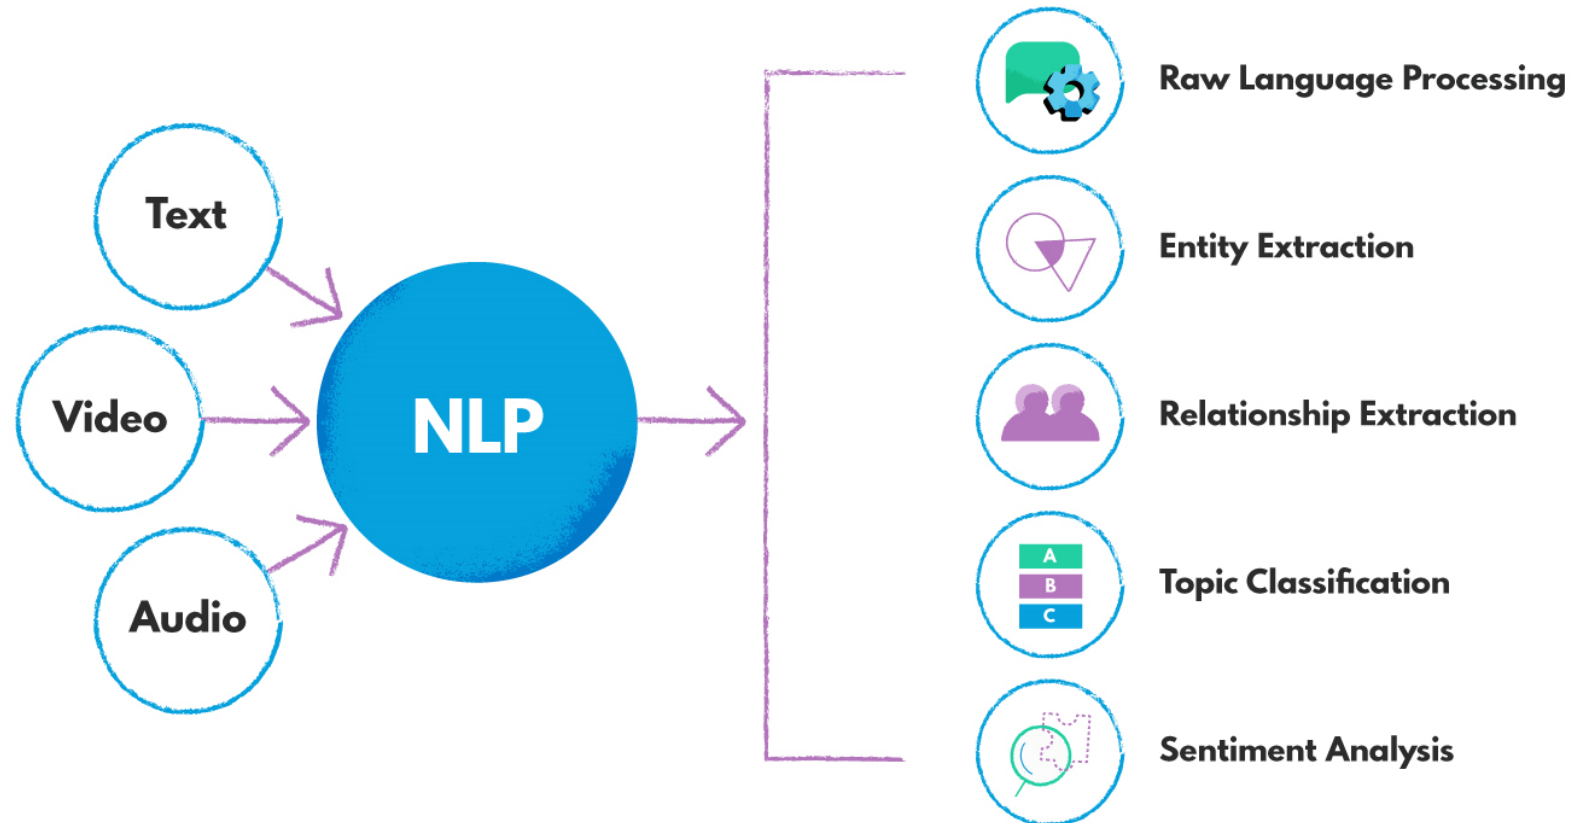 Text
Video
Audio
NLP
Raw Language Processing
Entity Extraction
Relationship Extraction
A
B
C
Topic Classification
Sentiment Analysis